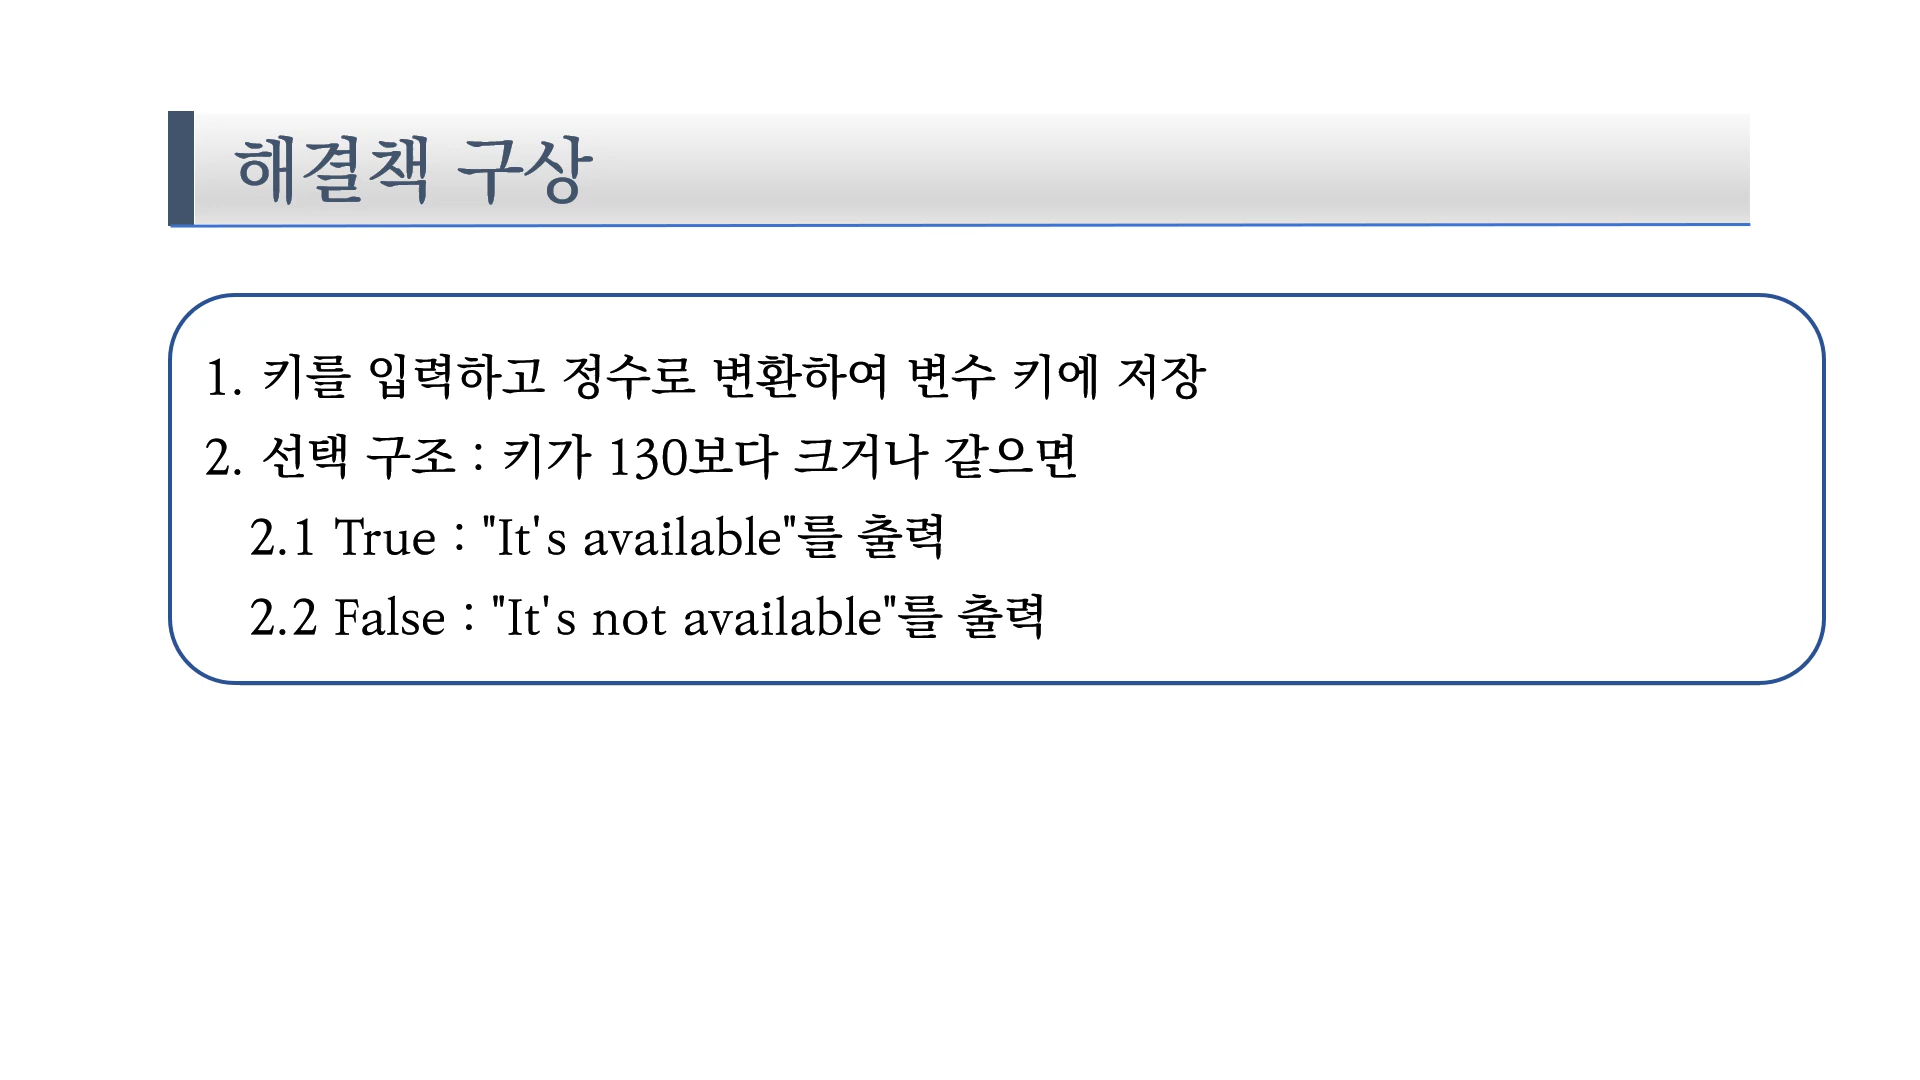 해결책 구상
1. 키를 입력하고 정수로 변환하여 변수 키에 저장
2. 선택 구조 : 키가 130보다 크거나 같으면
2.1 True : "It's available"를 출력
2.2 False : "It's not available"를 출력